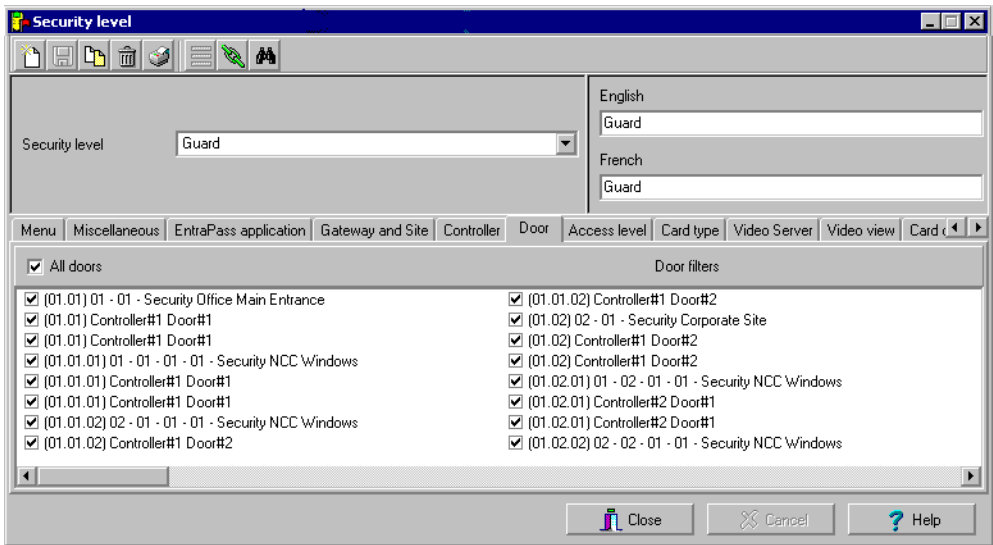 Security level
English
Guard
Security level Guard
French
Guard
Menu Miscellaneous EntraPass application Gateway and Site Controller Door Access level Card type Video Server Video view Card
All doors Door filters
(01.01) 01 - 01 - Security Office Main Entrance
(01.01) Controller#1 Door#1
(01.01) Controller#1 Door#1
(01.01.01) 01 - 01 - 01 - 01 - Security NCC Windows
(01.01.01) Controller#1 Door#1
(01.01.01) Controller#1 Door#1
(01.01.02) 02 - 01 - 01 - 01 - Security NCC Windows
(01.01.02) Controller#1 Door#2
(01.01.02) Controller#1 Door#2
(01.02) 02 - 01 - Security Corporate Site
(01.02) Controller#1 Door#2
(01.02) Controller#1 Door#2
(01.02.01) 01 - 02 - 01 - 01 - Security NCC Windows
(01.02.01) Controller#2 Door#1
(01.02.01) Controller#2 Door#1
(01.02.02) 02 - 02 - 01 - 01 - Security NCC Windows
Close Cancel Help